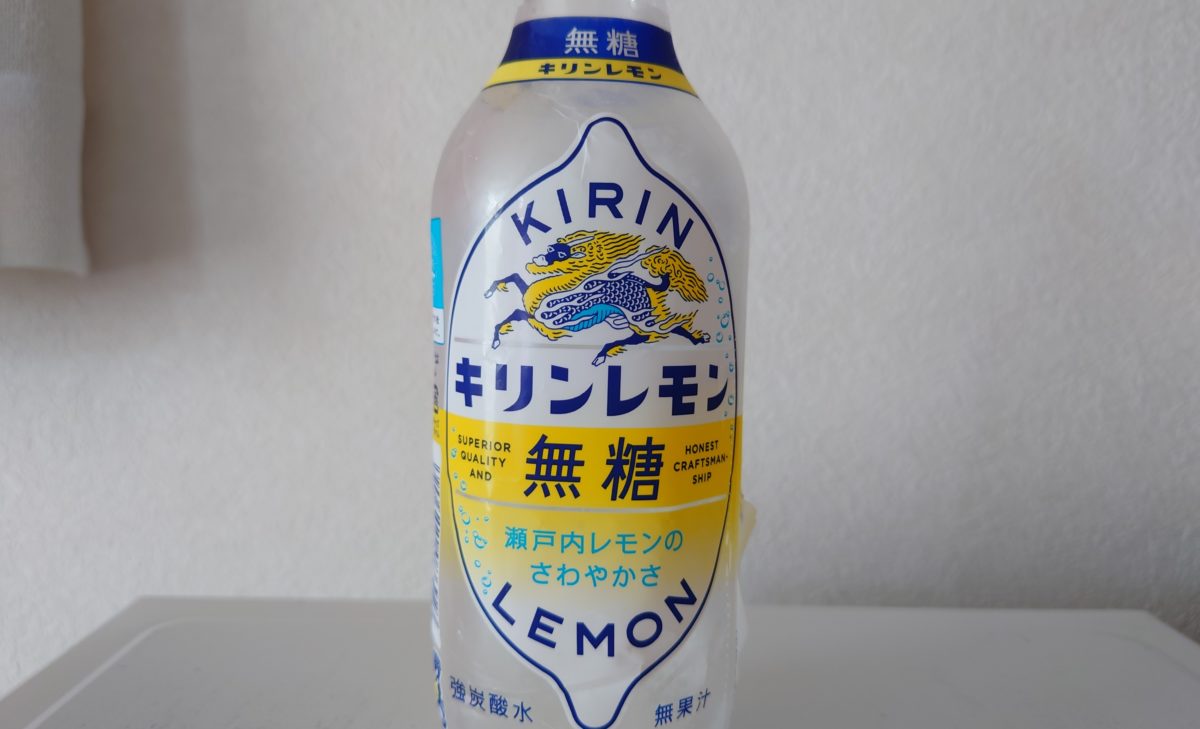 無糖
キリンレモン
KIRIN
キリンレモン
SUPERIOR
QUALITY
AND
無糖
HONEST
CRAFTSMAN-
SHIP
瀬戸内レモンの
さわやかさ
LEMON
強炭酸水
無果汁